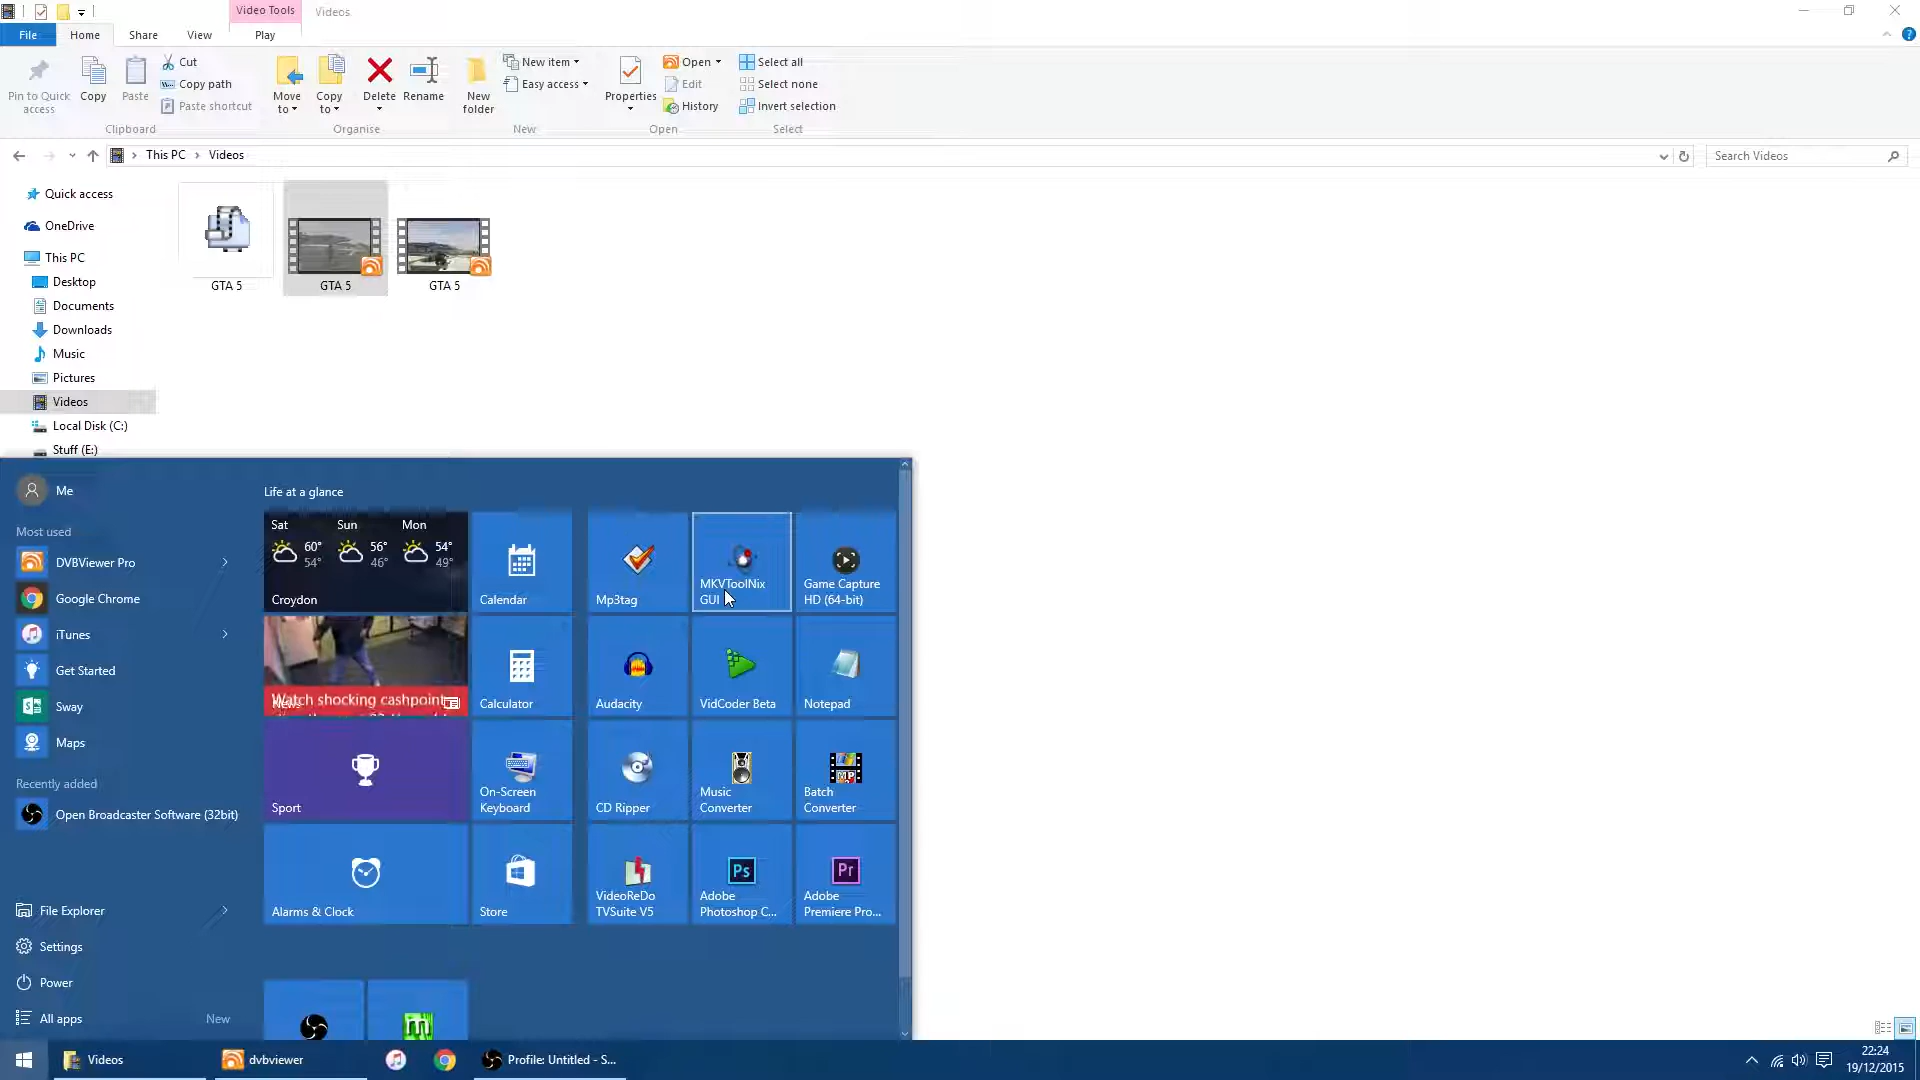 Video Tools
Videos
File
Home
Share
View
Play
Pin to Quick
access
Copy
Paste
Cut
Copy path
Paste shortcut
Clipboard
Move
to
Copy
to
Delete
Rename
Organise
New
folder
New item
Easy access
New
Properties
Open
Edit
History
Open
Select all
Select none
Invert selection
Select
This PC
Videos
Search Videos
Quick access
OneDrive
This PC
Desktop
Documents
Downloads
Music
Pictures
Videos
Local Disk (C:)
Stuff (E:)
GTA 5
GTA 5
GTA 5
Me
Most used
DVBViewer Pro
Google Chrome
iTunes
Get Started
Sway
Maps
Recently added
Open Broadcaster Software (32bit)
File Explorer
Settings
Power
All apps
New
Life at a glance
Sat
60°
54°
Sun
56°
46°
Mon
54°
49°
Croydon
Calendar
Mp3tag
MKVToolNix
GUI
Game Capture
HD (64-bit)
Watch shocking cashpoint
News
Calculator
Audacity
VidCoder Beta
Notepad
Sport
On-Screen
Keyboard
CD Ripper
Music
Converter
Batch
Converter
Alarms & Clock
Store
VideoReDo
TVSuite V5
Ps
Adobe
Photoshop C...
Pr
Adobe
Premiere Pro...
Videos
dvbviewer
Profile: Untitled - S...
22:24
19/12/2015